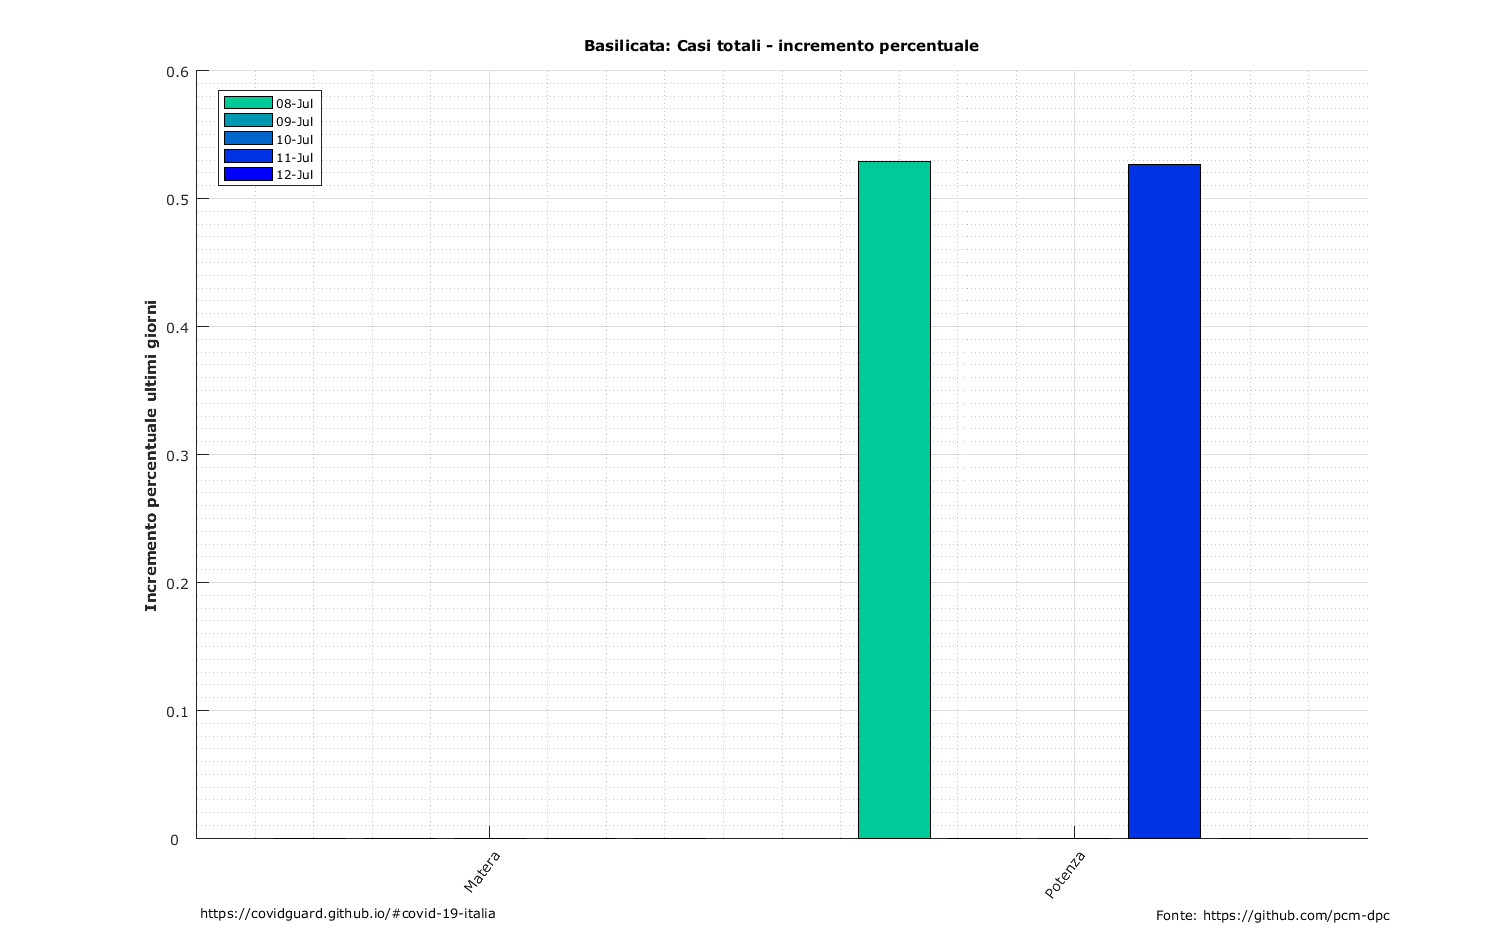 Basilicata: Casi totali - incremento percentuale
0.6
0.5
0.4
0.3
0.2
0.1
0
Incremento percentuale ultimi giorni
08-Jul
09-Jul
10-Jul
11-Jul
12-Jul
Matera
Potenza
https://covidguard.github.io/#covid-19-italia
Fonte: https://github.com/pcm-dpc